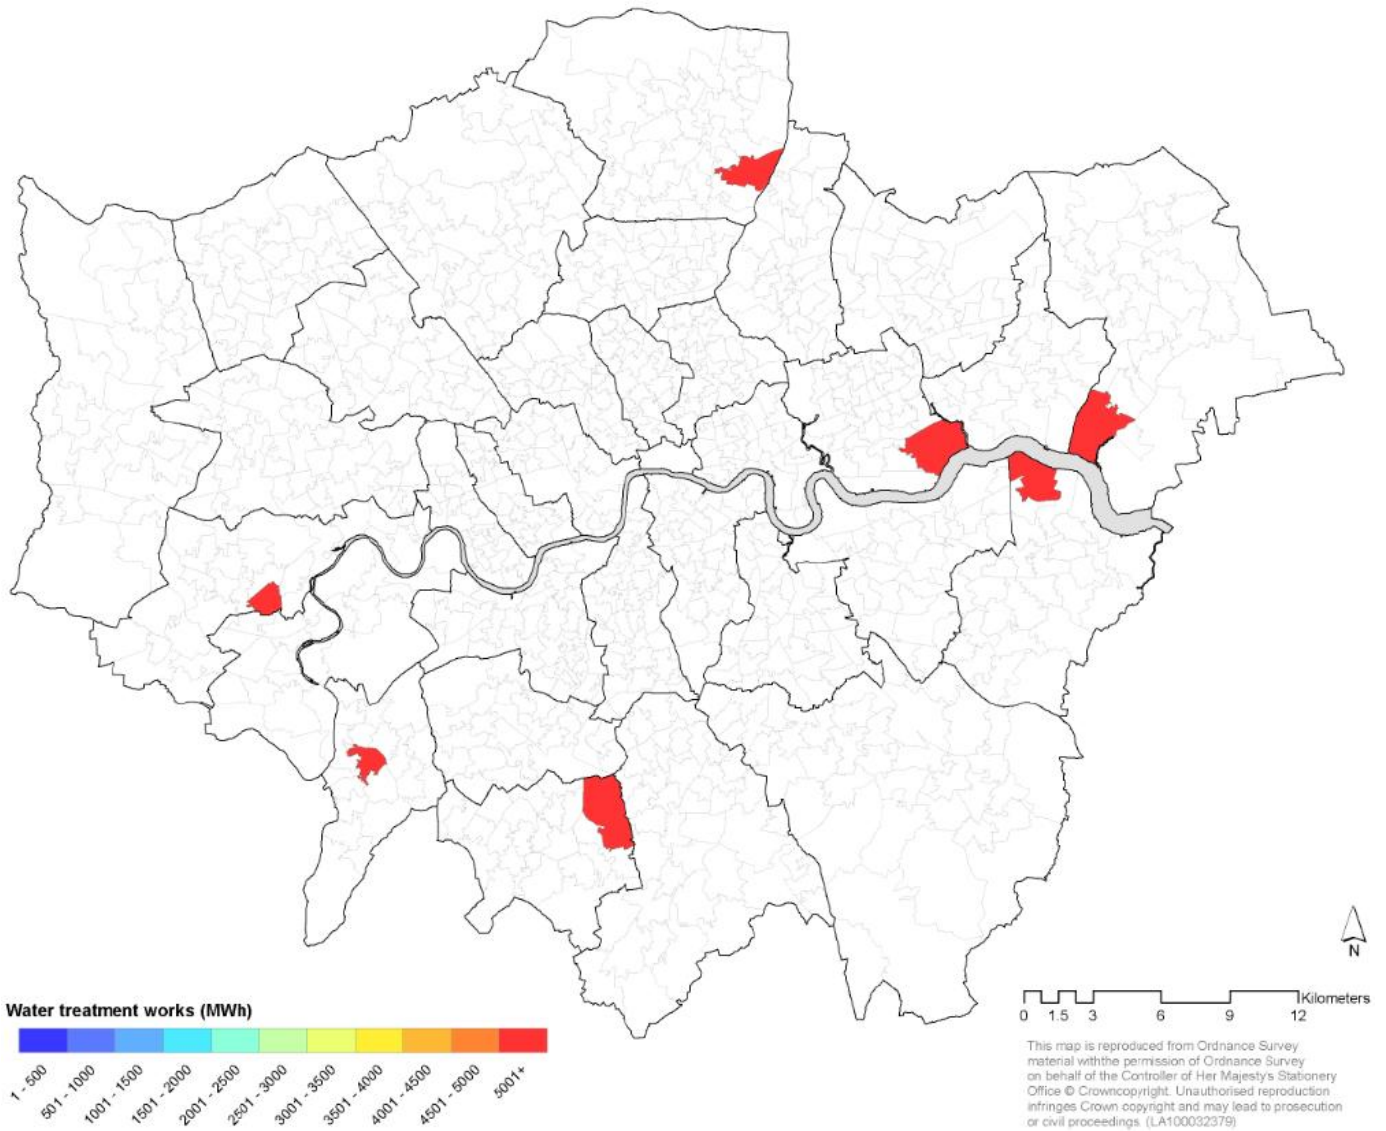 N
Kilometers
0 1.5 3 6 9 12
Water treatment works (MWh)
1 - 500
501 - 1000
1001 - 1500
1501 - 2000
2001 - 2500
2501 - 3000
3001 - 3500
3501 - 4000
4001 - 4500
4501 - 5000
5001+
This map is reproduced from Ordnance Survey
material withthe permission of Ordnance Survey
on behalf of the Controller of Her Majesty's Stationery
Office © Crowncopyright. Unauthorised reproduction
infringes Crown copyright and may lead to prosecution
or civil proceedings (LA100032379)